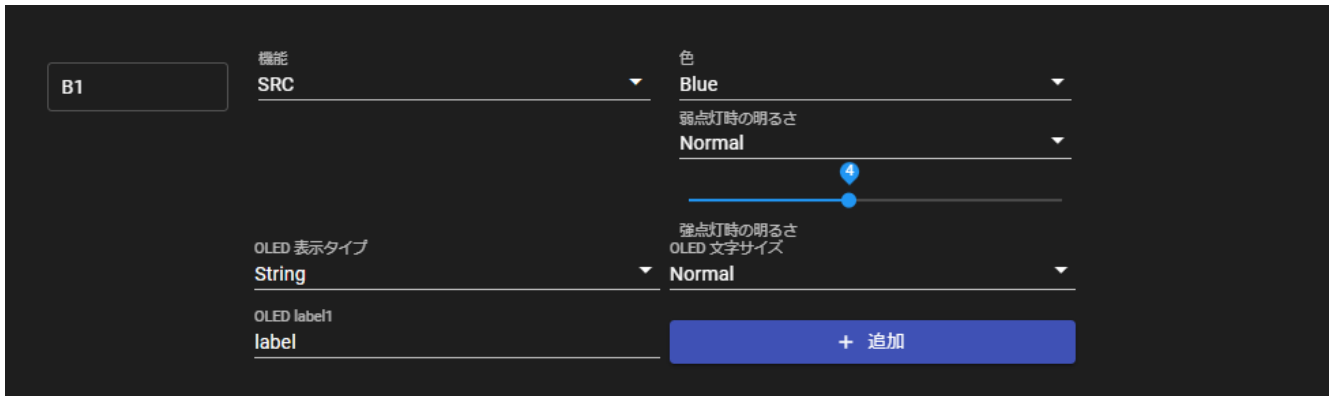 B1
機能
SRC
色
Blue
弱点灯時の明るさ
Normal
4
強点灯時の明るさ
OLED 表示タイプ
String
OLED 文字サイズ
Normal
OLED label1
label
+ 追加